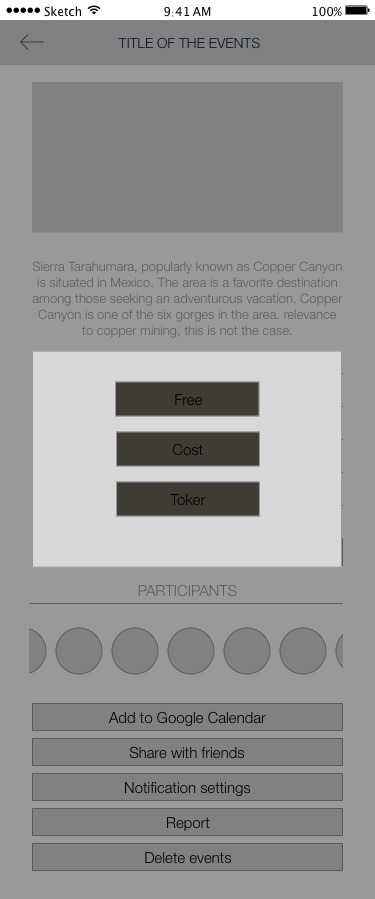 Sketch 9:41 AM 100%
TITLE OF THE EVENTS
Sierra Tarahumara, popularly known as Copper Canyon
is situated in Mexico. The area is a favorite destination
among those seeking an adventurous vacation. Copper
Canyon is one of the six gorges in the area. relevance
to copper mining, this is not the case.
Free
Cost
Toker
PARTICIPANTS
Add to Google Calendar
Share with friends
Notification settings
Report
Delete events